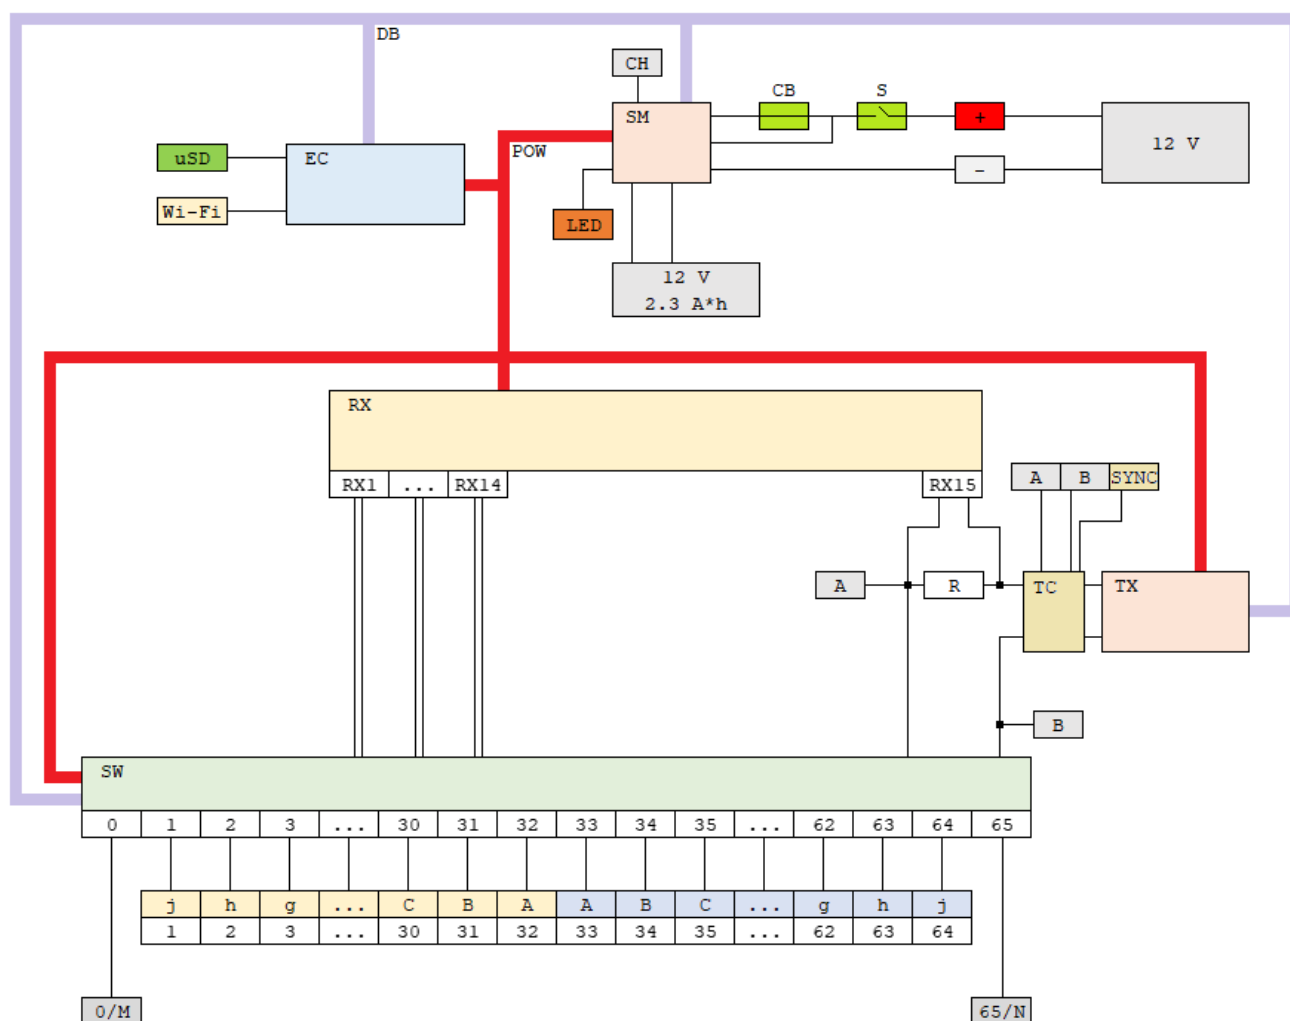 DB
CH
CB S
SM
+
12 V
POW
uSD
EC
-
Wi-Fi
LED
12 V
2.3 A*h
RX
RX1 ... RX14 RX15
A B SYNC
A R TC TX
B
SW
0 1 2 3 ... 30 31 32 33 34 35 ... 62 63 64 65
j h g ... C B A A B C ... g h j
1 2 3 ... 30 31 32 33 34 35 ... 62 63 64
0/M 65/N